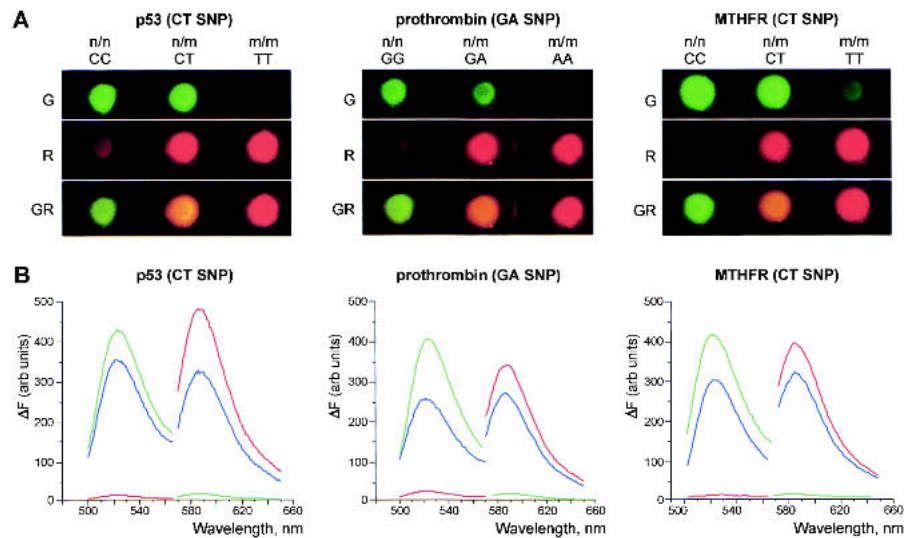 A
p53 (CT SNP)
prothrombin (GA SNP)
MTHFR (CT SNP)
n/n n/m m/m
CC CT TT
n/n n/m m/m
GG GA AA
n/n n/m m/m
CC CT TT
G
R
GR
G
R
GR
G
R
GR
B
p53 (CT SNP)
prothrombin (GA SNP)
MTHFR (CT SNP)
ΔF (arb units)
500
400
300
200
100
0
500 540 580 620 660
Wavelength, nm
ΔF (arb units)
500
400
300
200
100
0
500 540 580 620 660
Wavelength, nm
ΔF (arb units)
500
400
300
200
100
0
500 540 580 620 660
Wavelength, nm